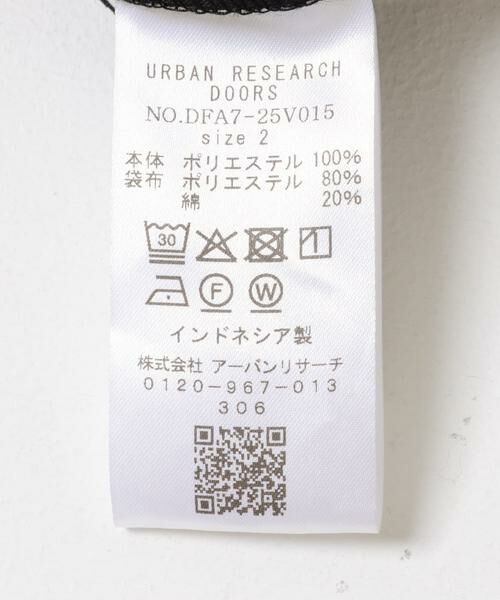 URBAN RESEARCH
DOORS
NO.DFA7-25V015
size 2
本体 ポリエステル 100%
袋布 ポリエステル 80%
綿 20%
30
F W
インドネシア製
株式会社 アーバンリサーチ
0120-967-013
306